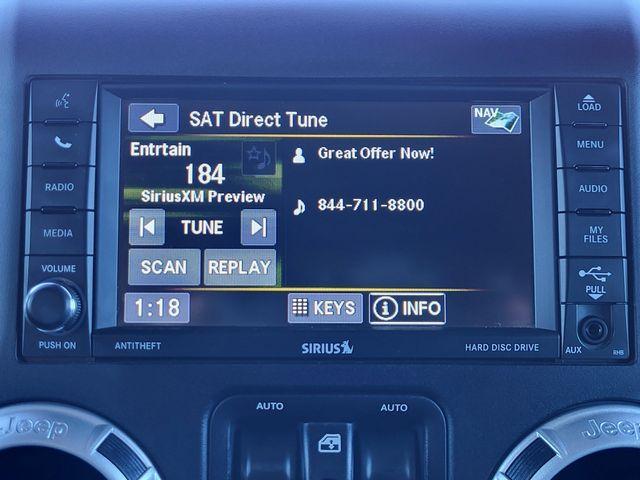 SAT Direct Tune
NAV
LOAD
Entrtain
184
SiriusXM Preview
Great Offer Now!
844-711-8800
TUNE
SCAN
REPLAY
1:18
KEYS
INFO
RADIO
MEDIA
VOLUME
PUSH ON
MENU
AUDIO
MY
FILES
PULL
AUX
RHB
ANTITHEFT
SIRIUS
HARD DISC DRIVE
AUTO
AUTO
Jeep
Jeep